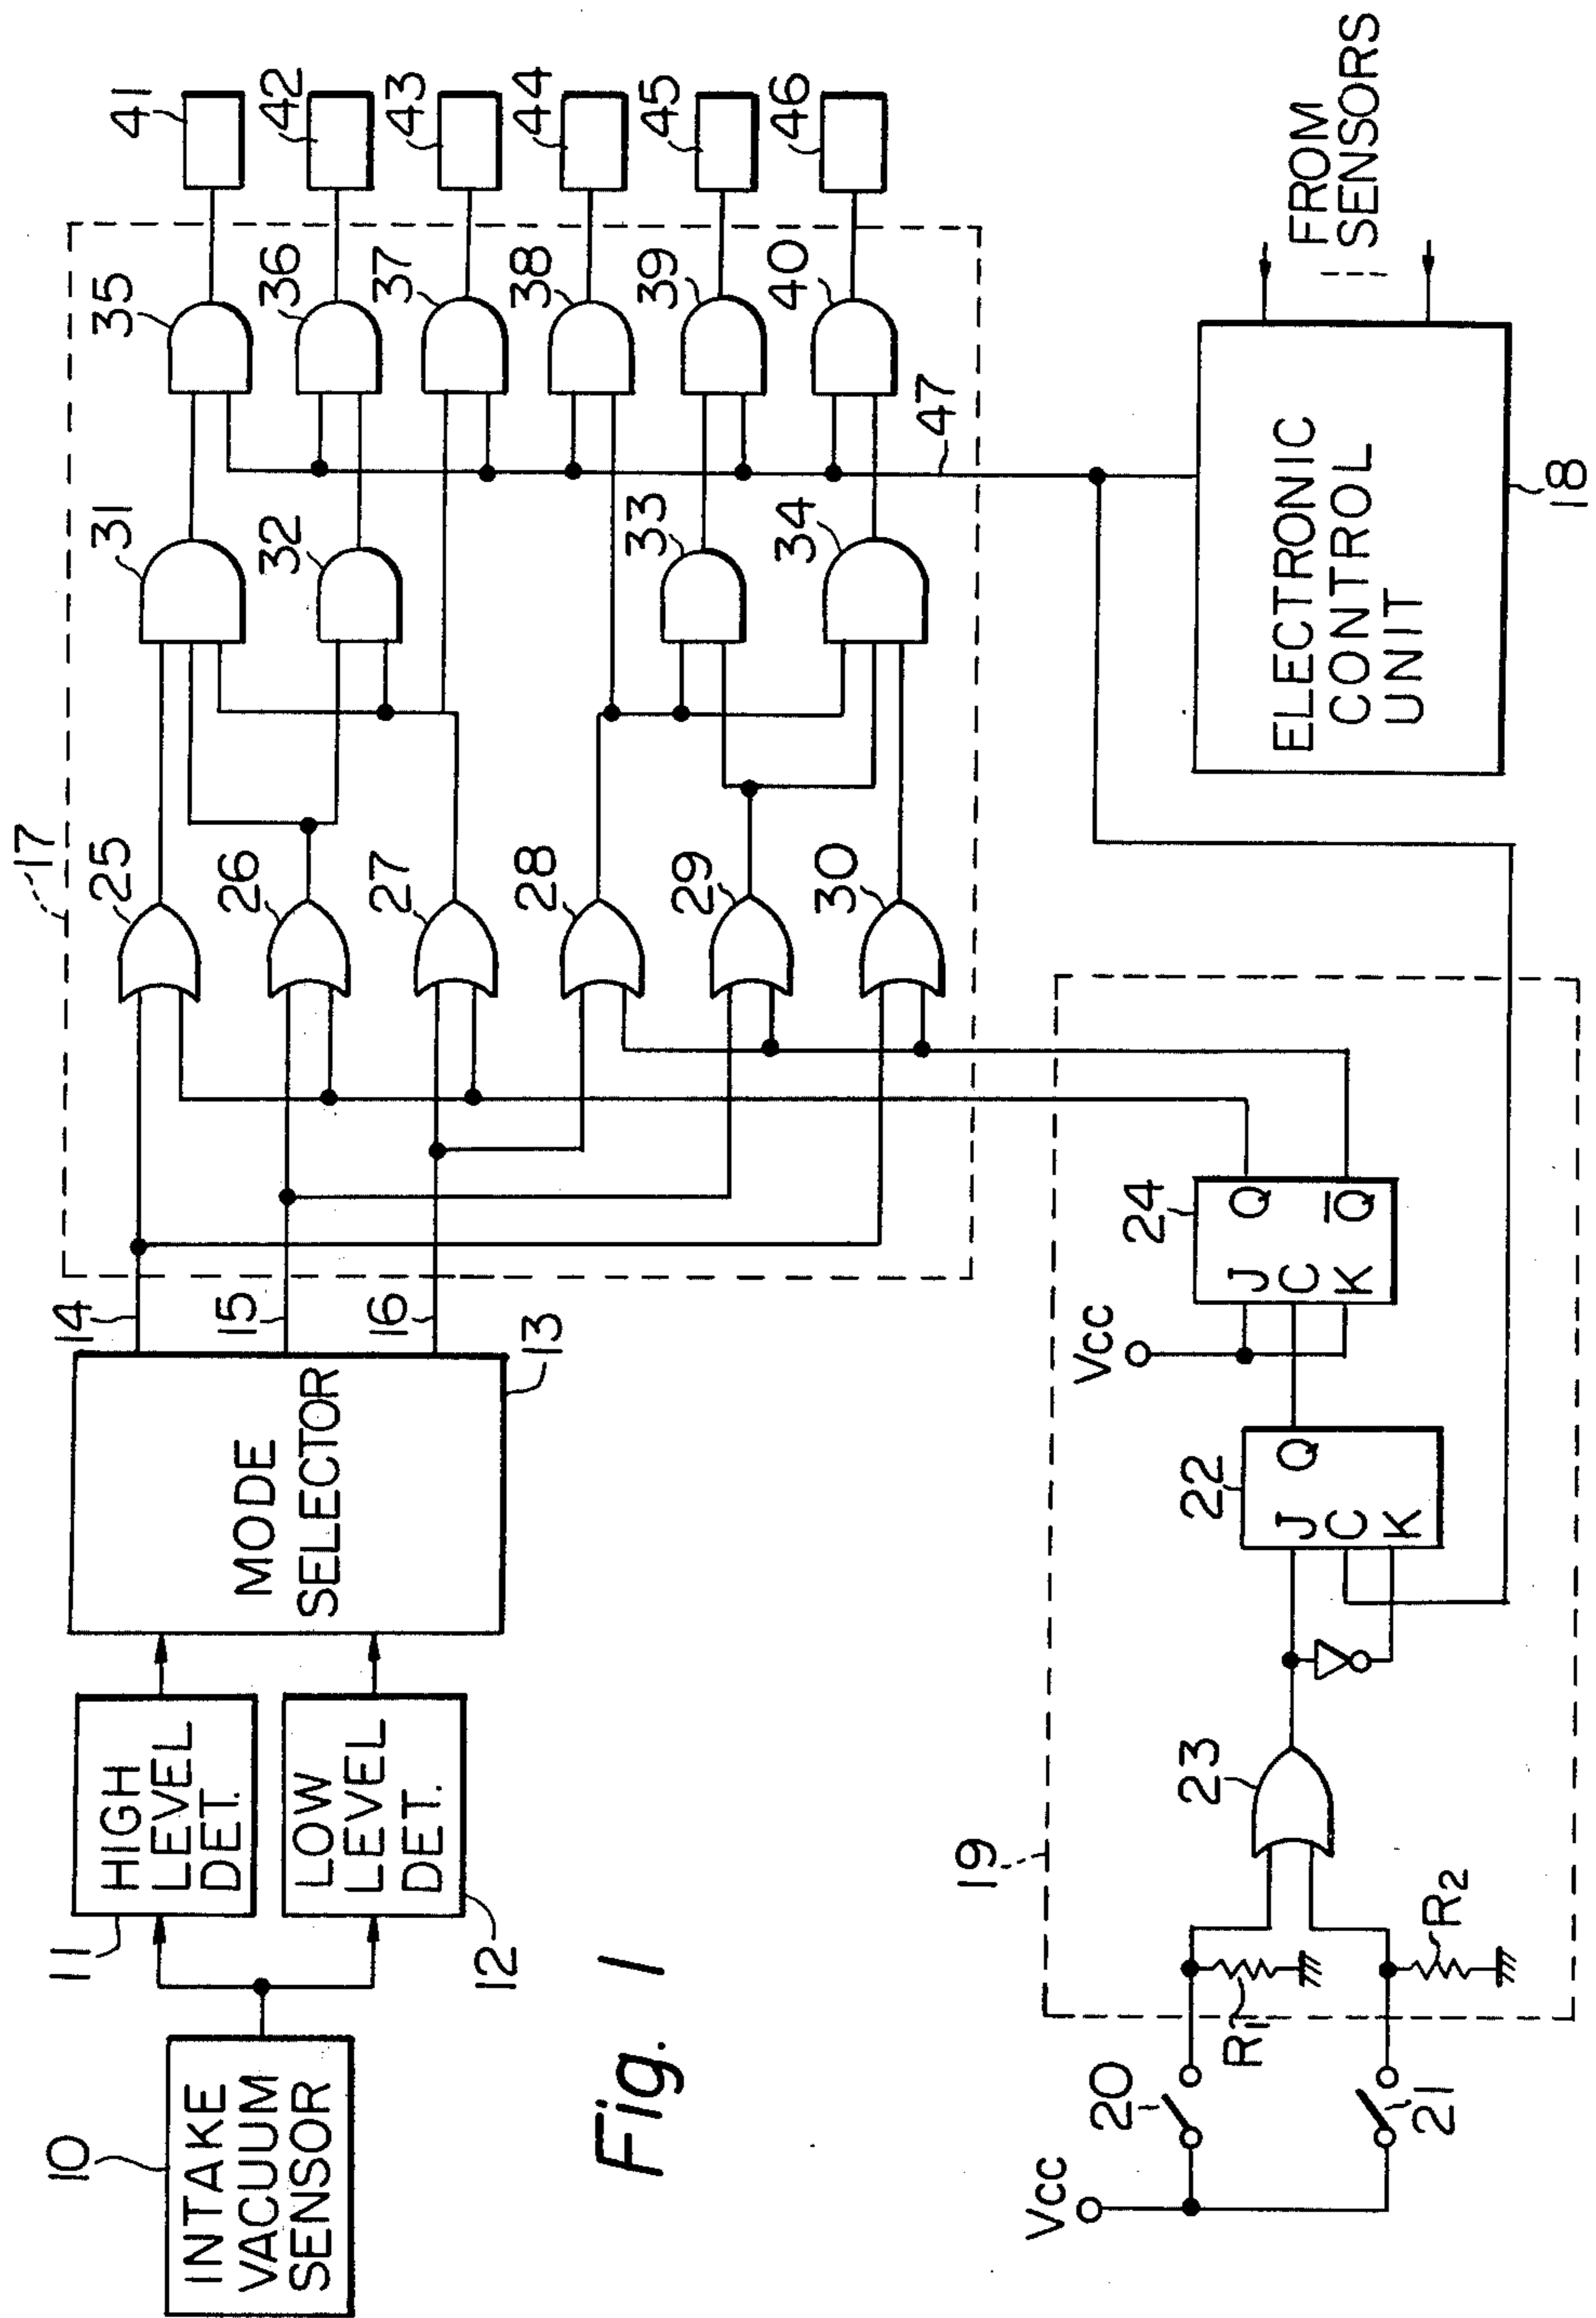 10
INTAKE
VACUUM
SENSOR
11
HIGH
LEVEL
DET.
LOW
LEVEL
DET.
12
MODE
SELECTOR
13
14
15
16
17
25
26
27
28
29
30
31
32
33
34
35
36
37
38
39
40
41
42
43
44
45
46
47
FROM
SENSORS
ELECTRONIC
CONTROL
UNIT
18
19
Vcc
20
21
R1
R2
23
22
J
C
K
Q
Vcc
24
J
C
K
Q
Q̅
Fig. 1